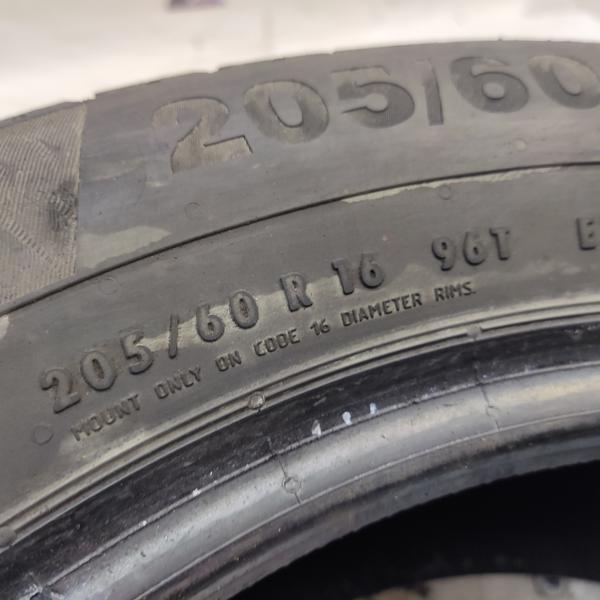 205/60
205/60 R 16 96T E
MOUNT ONLY ON CODE 16 DIAMETER RIMS.